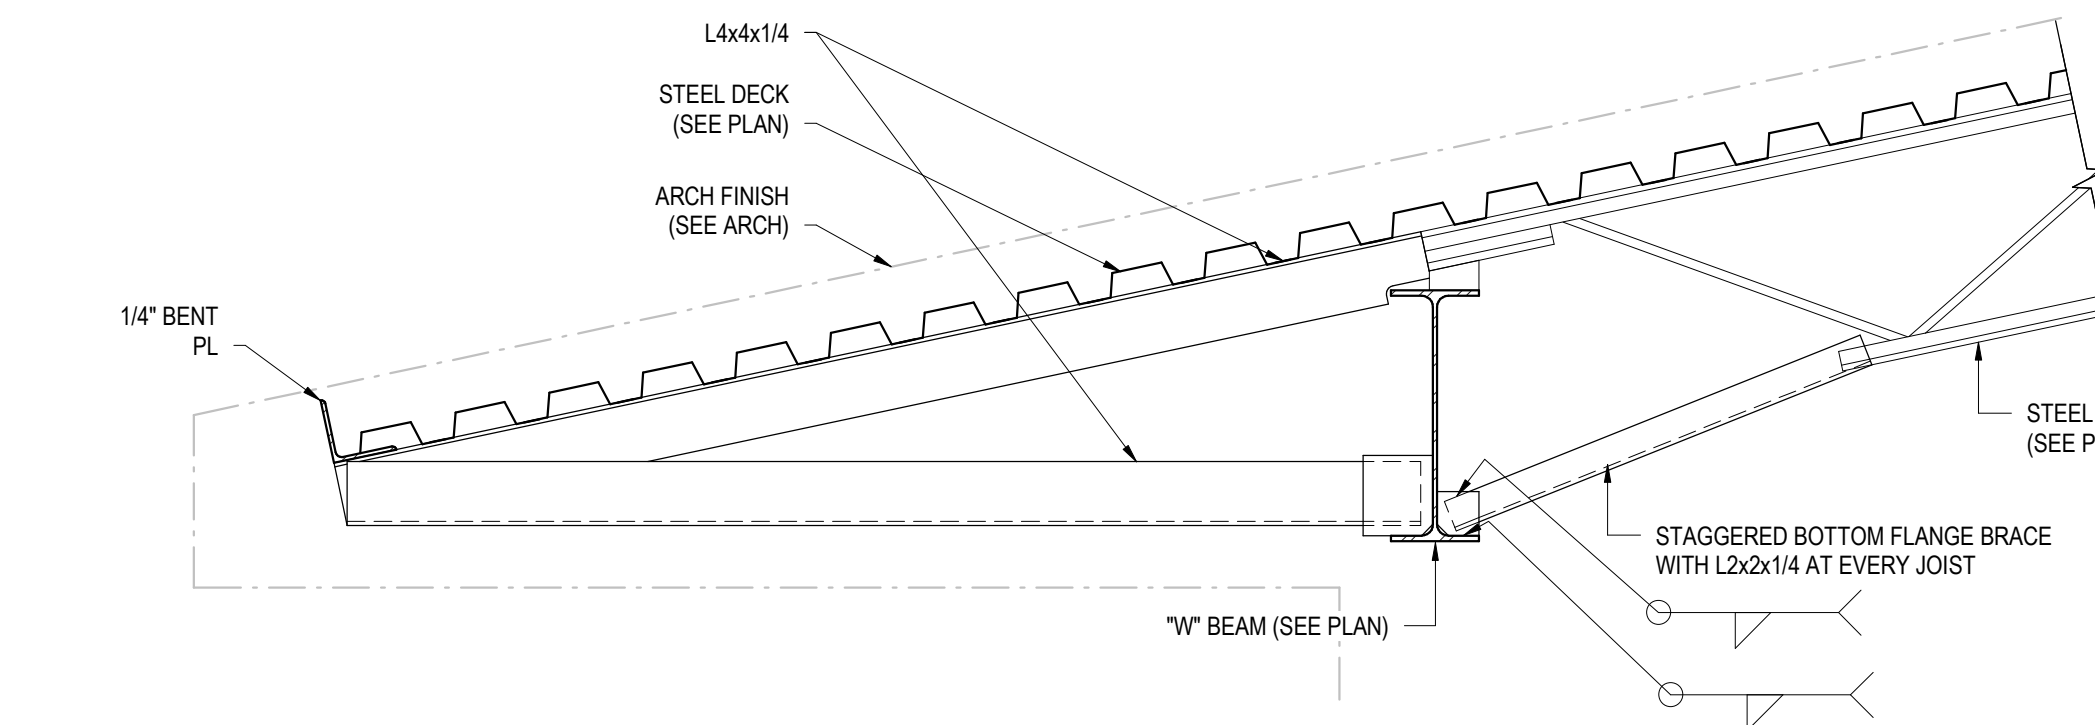 L4x4x1/4
STEEL DECK
(SEE PLAN)
ARCH FINISH
(SEE ARCH)
1/4" BENT
PL
STEEL
(SEE P
STAGGERED BOTTOM FLANGE BRACE
WITH L2x2x1/4 AT EVERY JOIST
"W" BEAM (SEE PLAN)